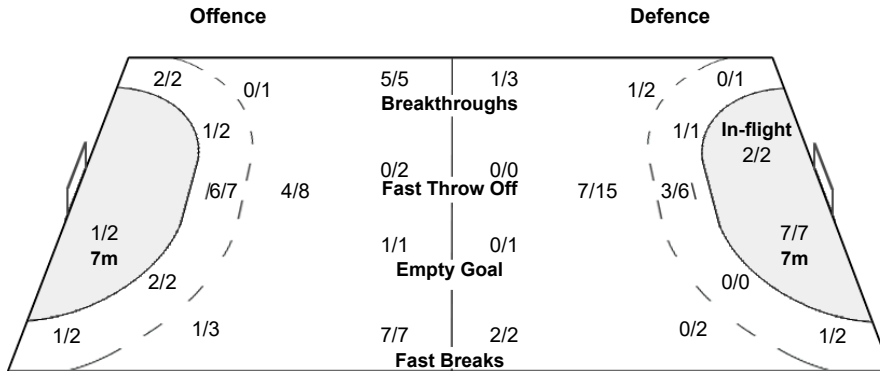 Offence Defence
2/2 0/1 5/5 1/3 1/2 0/1
Breakthroughs
1/2 1/1 In-flight
2/2
0/2 0/0
6/7 4/8 Fast Throw Off 7/15 3/6
1/2 7/7
7m 7m
1/1 0/1
Empty Goal
2/2 0/0
1/2 1/3 7/7 2/2 0/2 1/2
Fast Breaks